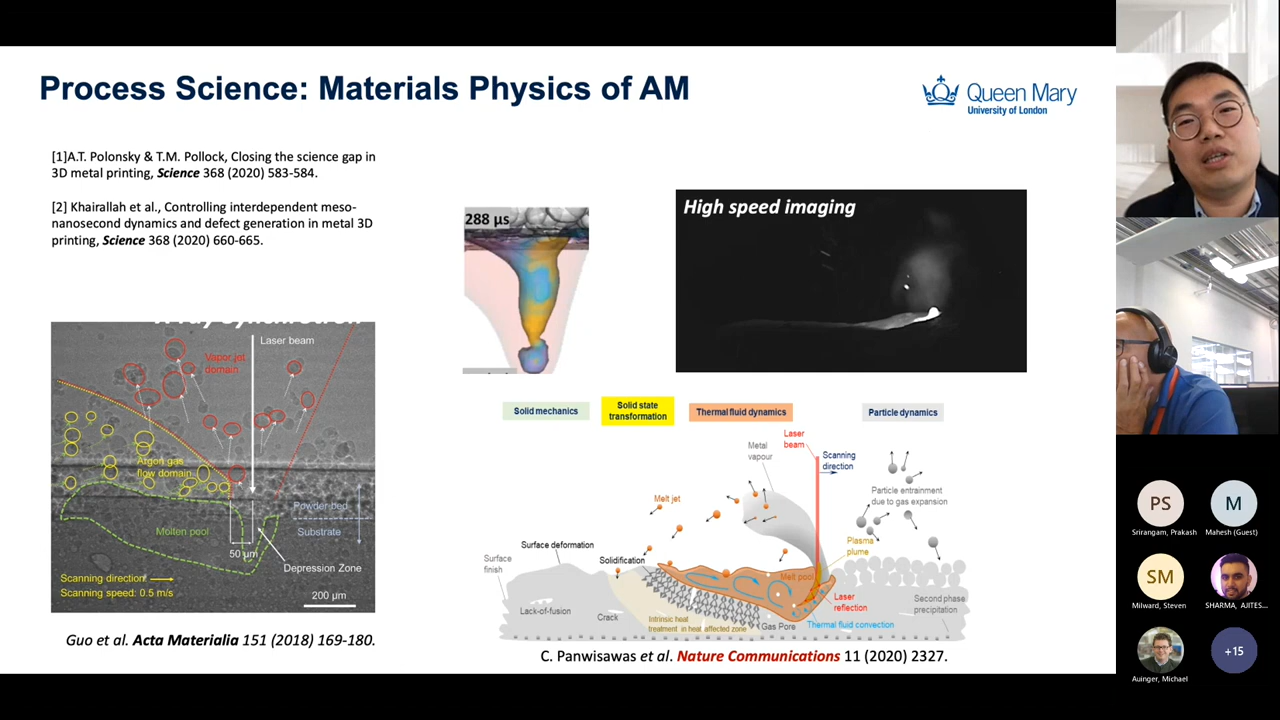 Process Science: Materials Physics of AM
Queen Mary
University of London
[1]A.T. Polonsky & T.M. Pollock, Closing the science gap in
3D metal printing, Science 368 (2020) 583-584.
[2] Khairallah et al., Controlling interdependent meso-
nanosecond dynamics and defect generation in metal 3D
printing, Science 368 (2020) 660-665.
288 µs
High speed imaging
Laser beam
Vapor jet
domain
Argon gas
flow domain
Powder bed
Substrate
Molten pool
50 µm
Depression Zone
Scanning direction
Scanning speed: 0.5 m/s
200 µm
Guo et al. Acta Materialia 151 (2018) 169-180.
Solid mechanics
Solid state
transformation
Thermal fluid dynamics
Particle dynamics
Laser
beam
Metal
vapour
Scanning
direction
Melt jet
Particle entrainment
due to gas expansion
Plasma
plume
Surface deformation
Surface
finish
Solidification
Melt pool
Laser
reflection
Second phase
precipitation
Lack-of-fusion
Crack
Intrinsic heat
treatment in heat affected zone
Gas Pore
Thermal fluid convection
C. Panwisawas et al. Nature Communications 11 (2020) 2327.
PS
Srirangam, Prakash
M
Mahesh (Guest)
SM
Milward, Steven
SHARMA, AJITES...
Auinger, Michael
+15